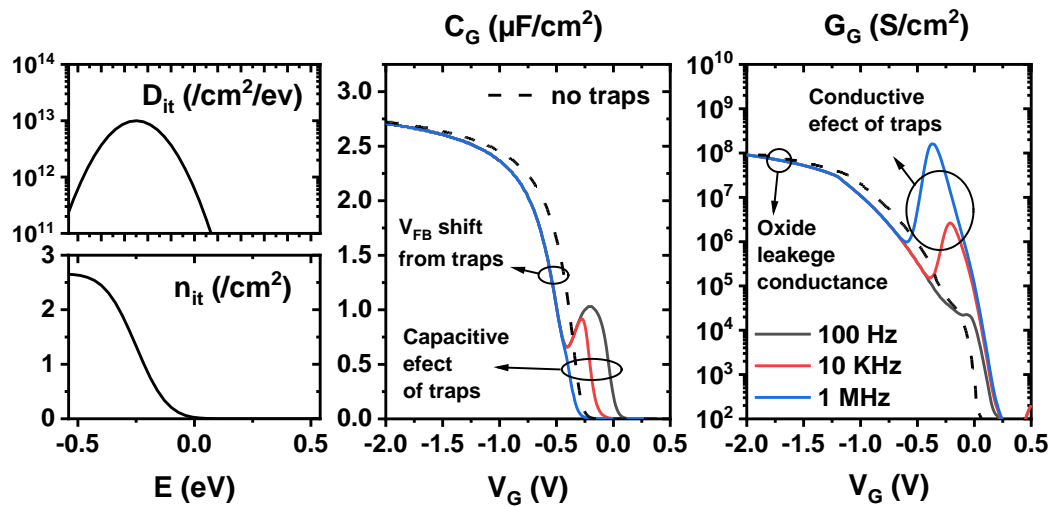 C_G (µF/cm²)
G_G (S/cm²)
10¹⁴
10¹³
10¹²
10¹¹
D_it (/cm²/ev)
3
2
1
0
n_it (/cm²)
-0.5
0.0
0.5
E (eV)
3.0
2.5
2.0
1.5
1.0
0.5
0.0
no traps
V_FB shift
from traps
Capacitive
efect
of traps
-2.0
-1.5
-1.0
-0.5
0.0
0.5
V_G (V)
10¹⁰
10⁹
10⁸
10⁷
10⁶
10⁵
10⁴
10³
10²
Conductive
efect of traps
Oxide
leakege
conductance
100 Hz
10 KHz
1 MHz
-2.0
-1.5
-1.0
-0.5
0.0
0.5
V_G (V)